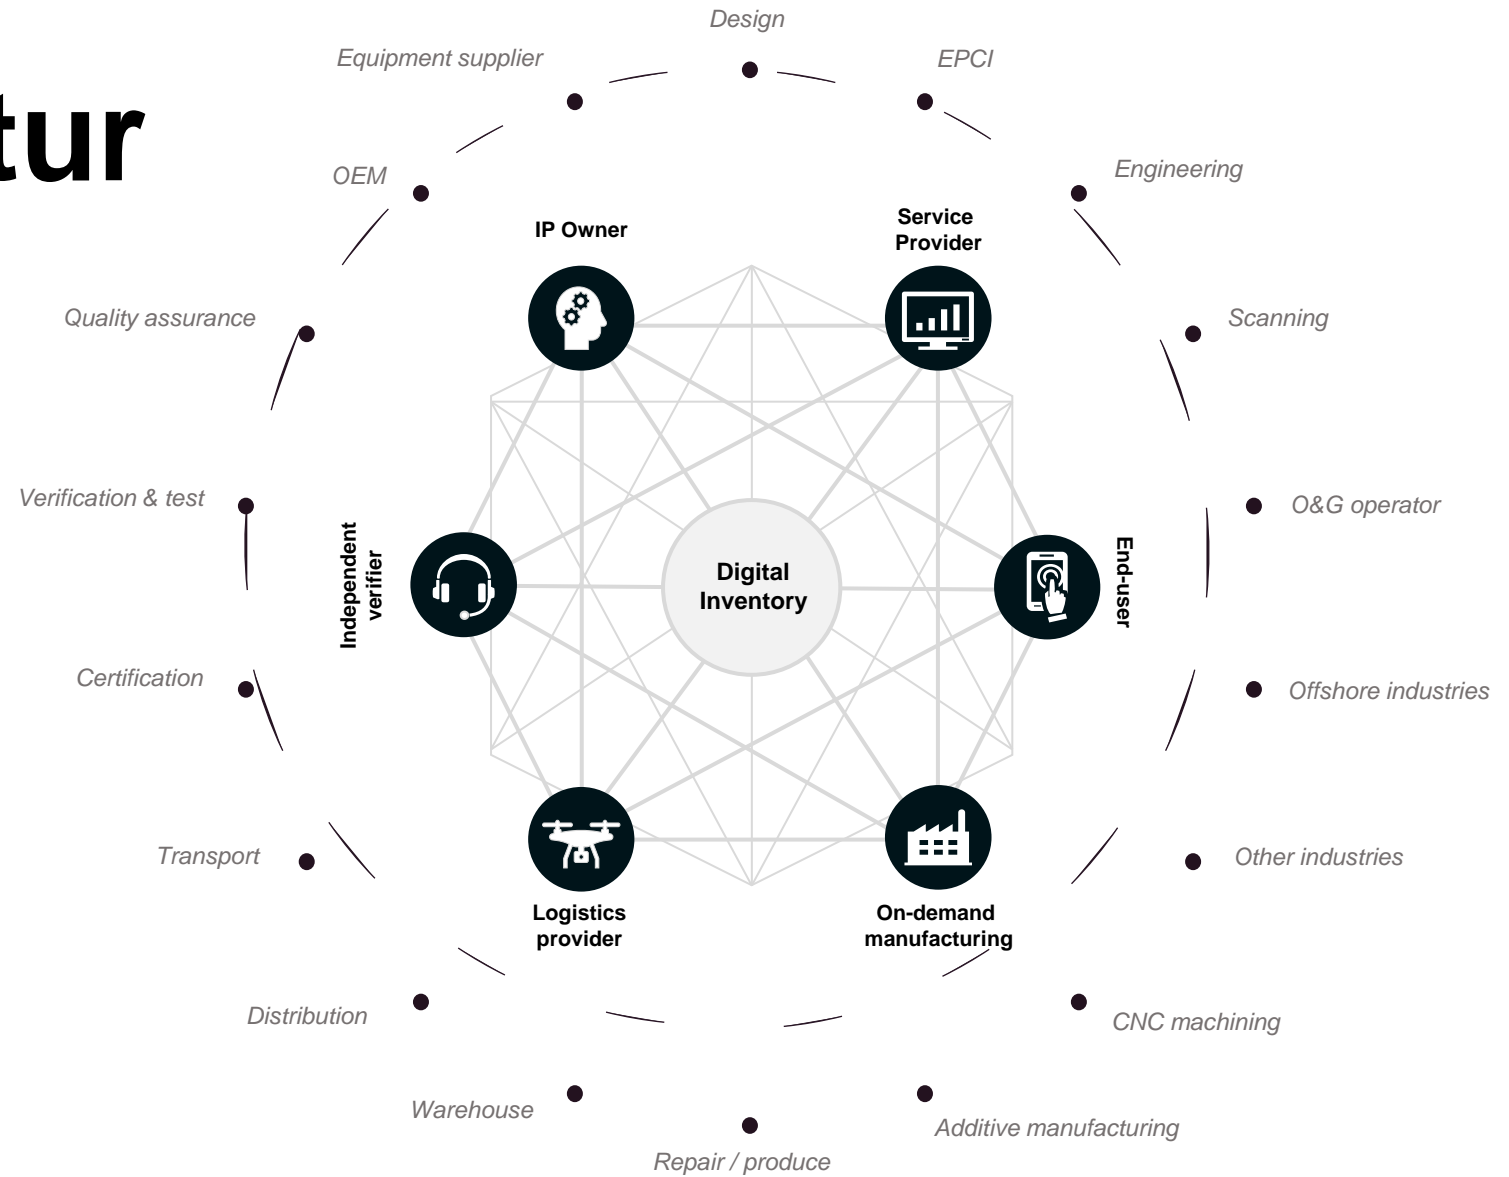 Design
Equipment supplier
EPCI
tur
OEM
Engineering
IP Owner
Service
Provider
Quality assurance
Scanning
Verification & test
O&G operator
Independent
verifier
Digital
Inventory
End-user
Certification
Offshore industries
Transport
Other industries
Logistics
provider
On-demand
manufacturing
Distribution
CNC machining
Warehouse
Additive manufacturing
Repair / produce